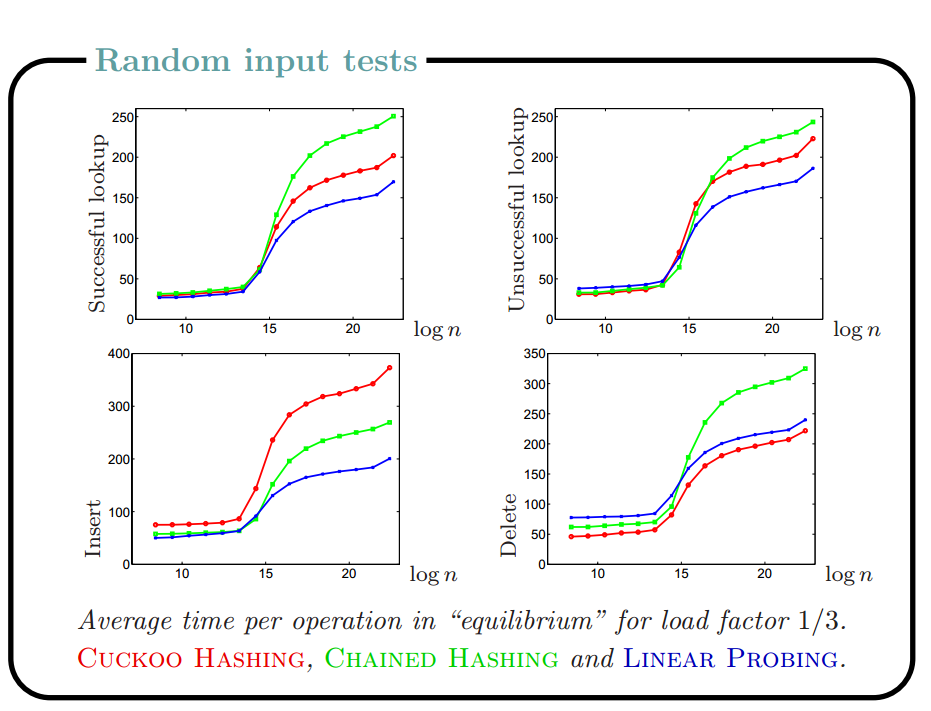 Random input tests
Successful lookup
250
200
150
100
50
0
10 15 20
log n
Unsuccessful lookup
250
200
150
100
50
0
10 15 20
log n
Insert
400
300
200
100
0
10 15 20
log n
Delete
350
300
250
200
150
100
50
0
10 15 20
log n
Average time per operation in “equilibrium” for load factor 1/3.
CUCKOO HASHING, CHAINED HASHING and LINEAR PROBING.